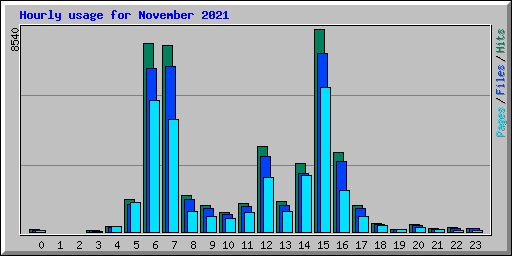 Hourly usage for November 2021
8540
Pages/Files/Hits
0 1 2 3 4 5 6 7 8 9 10 11 12 13 14 15 16 17 18 19 20 21 22 23